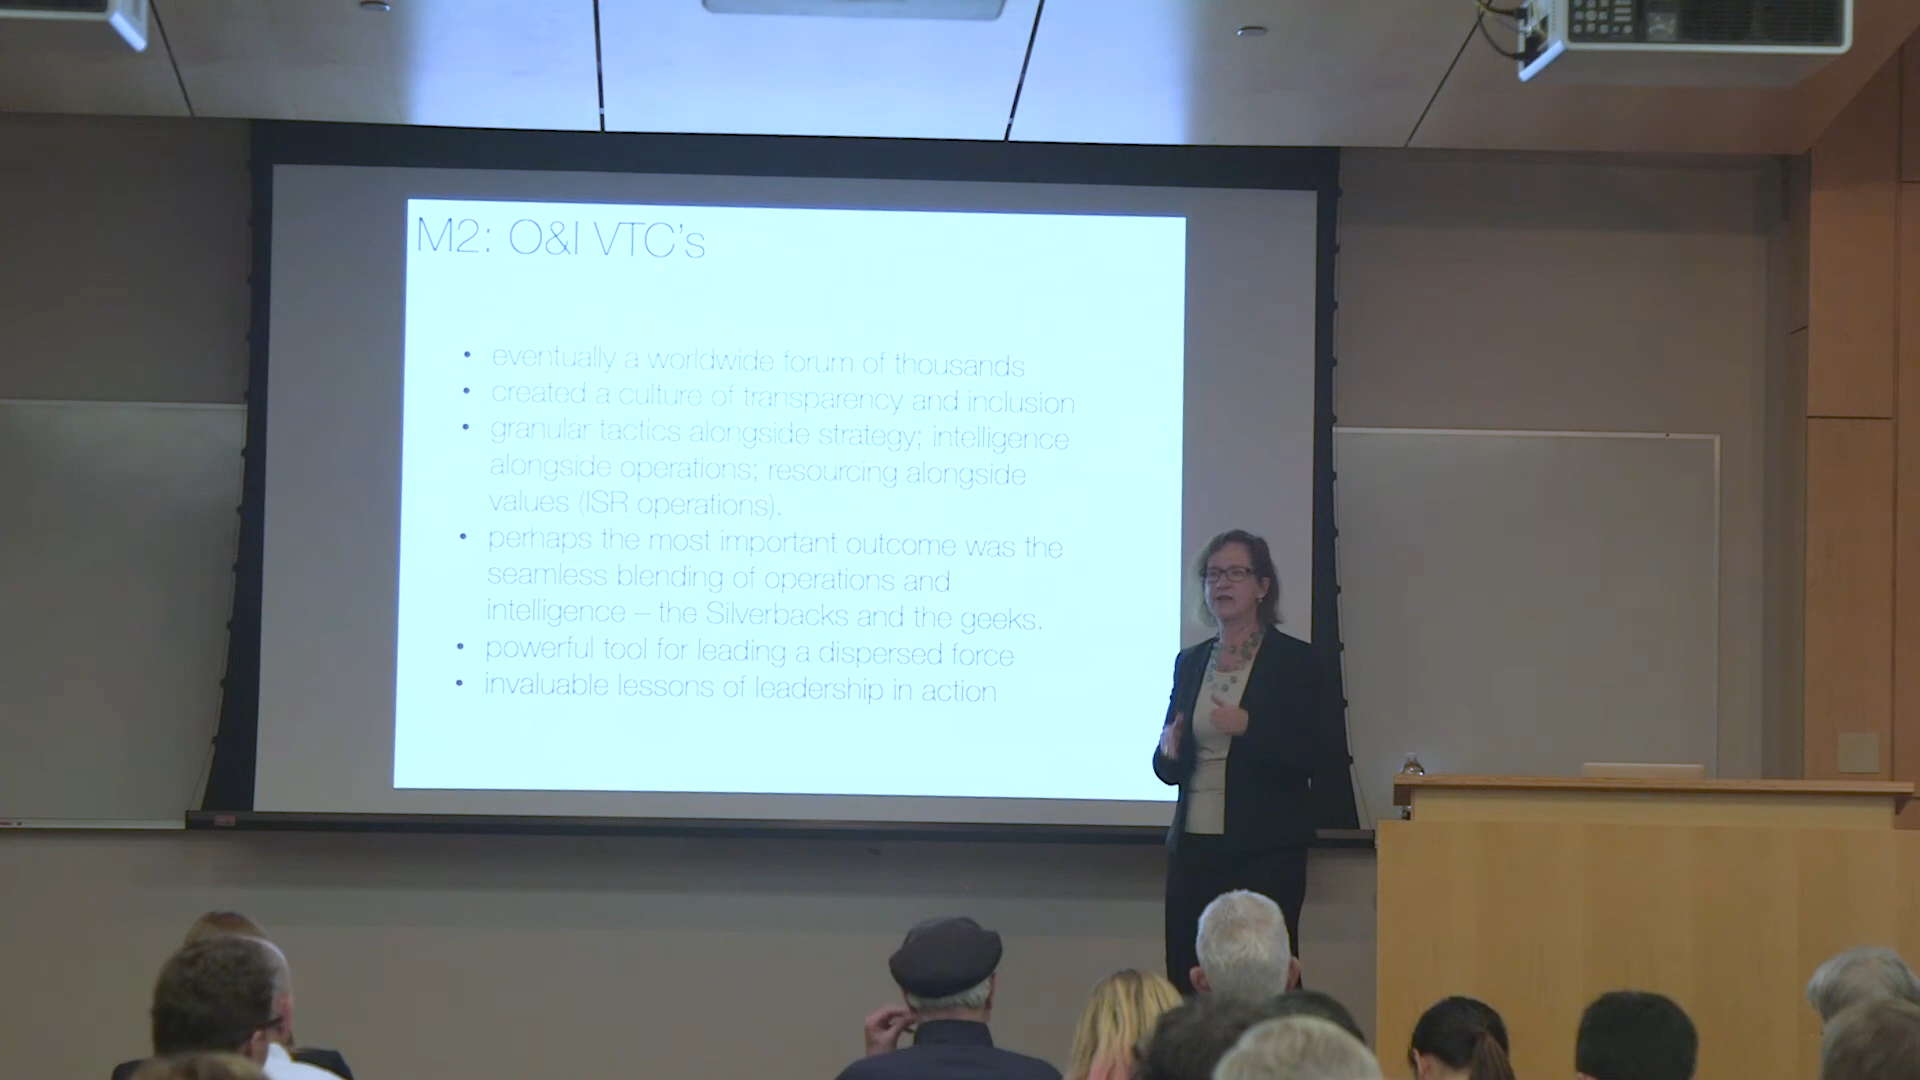 M2: O&I VTC's
• eventually a worldwide forum of thousands
• created a culture of transparency and inclusion
• granular tactics alongside strategy; intelligence
alongside operations; resourcing alongside
values (ISR operations).
• perhaps the most important outcome was the
seamless blending of operations and
intelligence – the Silverbacks and the geeks.
• powerful tool for leading a dispersed force
• invaluable lessons of leadership in action